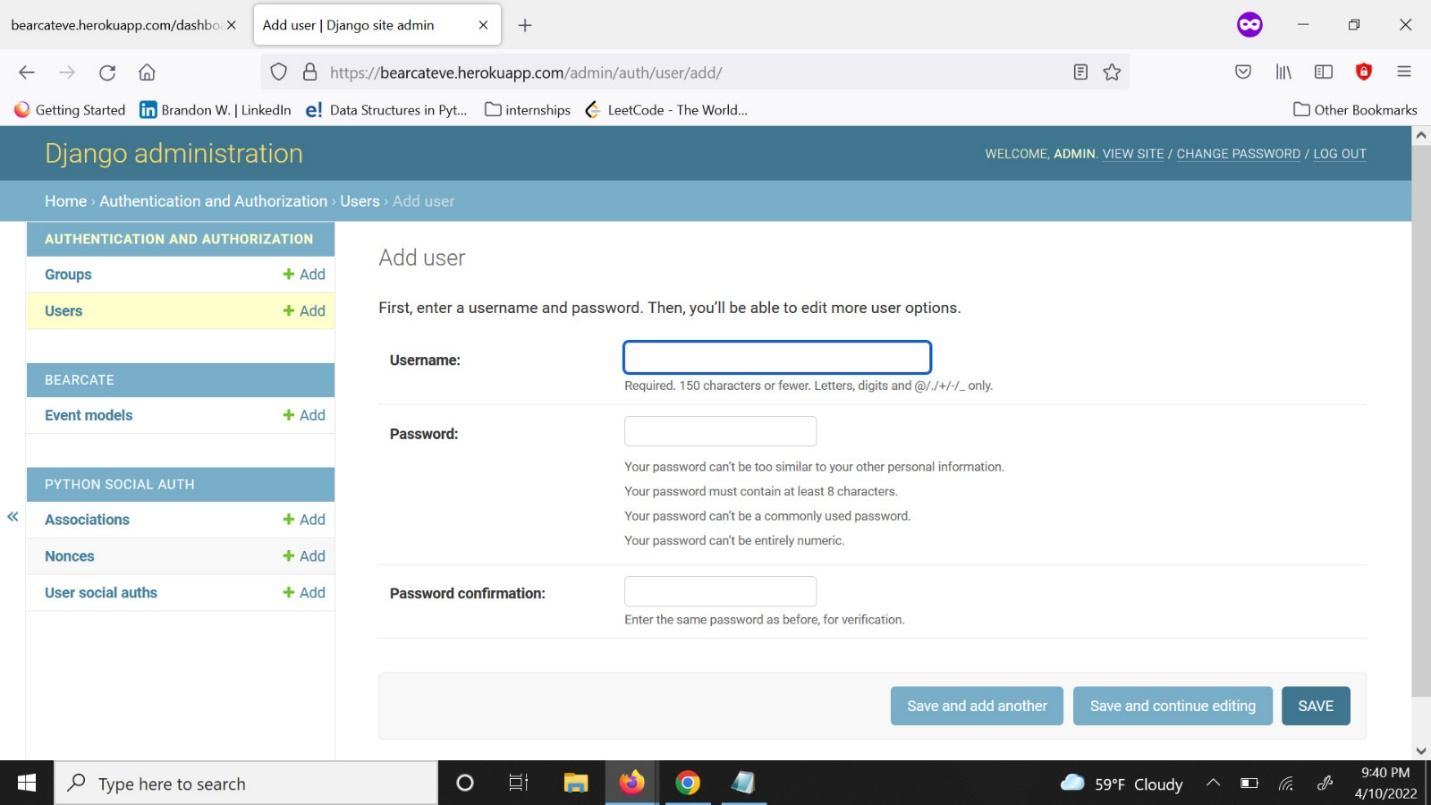 bearcateve.herokuapp.com/dashbo
Add user | Django site admin
https://bearcateve.herokuapp.com/admin/auth/user/add/
Getting Started
Brandon W. | LinkedIn
e! Data Structures in Pyt...
internships
LeetCode - The World...
Other Bookmarks
Django administration
WELCOME, ADMIN. VIEW SITE / CHANGE PASSWORD / LOG OUT
Home › Authentication and Authorization › Users › Add user
AUTHENTICATION AND AUTHORIZATION
Groups + Add
Users + Add
BEARCATE
Event models + Add
PYTHON SOCIAL AUTH
Associations + Add
Nonces + Add
User social auths + Add
«
Add user
First, enter a username and password. Then, you’ll be able to edit more user options.
Username:
Required. 150 characters or fewer. Letters, digits and @/./+/-/_ only.
Password:
Your password can’t be too similar to your other personal information.
Your password must contain at least 8 characters.
Your password can’t be a commonly used password.
Your password can’t be entirely numeric.
Password confirmation:
Enter the same password as before, for verification.
Save and add another
Save and continue editing
SAVE
Type here to search
59°F Cloudy
9:40 PM
4/10/2022